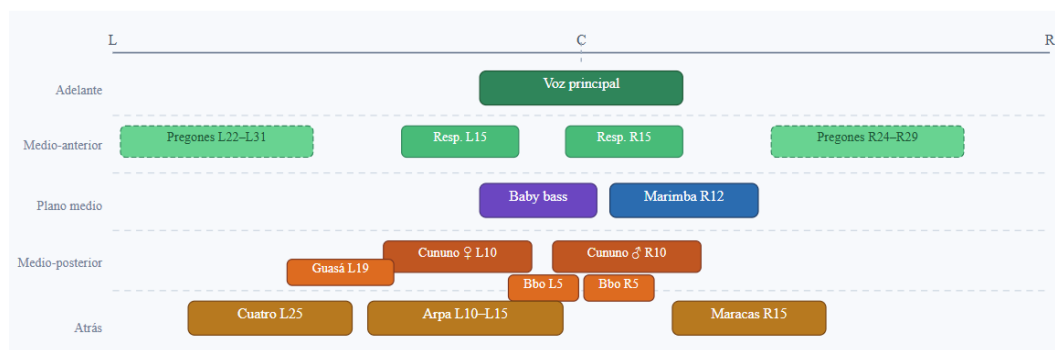 L C R
Adelante Voz principal
Medio-anterior Pregones L22–L31 Resp. L15 Resp. R15 Pregones R24–R29
Plano medio Baby bass Marimba R12
Medio-posterior Cununo ♀ L10 Cununo ♂ R10
Guasá L19
Bbo L5 Bbo R5
Atrás Cuatro L25 Arpa L10–L15 Maracas R15